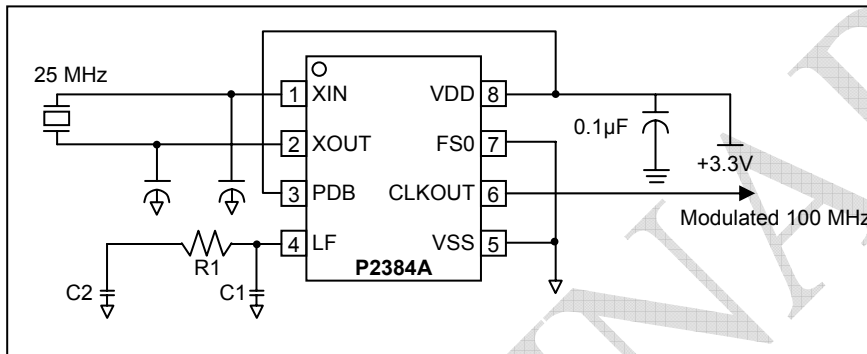 25 MHz
1 XIN
2 XOUT
3 PDB
4 LF
VDD 8
FS0 7
CLKOUT 6
VSS 5
P2384A
0.1µF
+3.3V
Modulated 100 MHz
R1
C2
C1